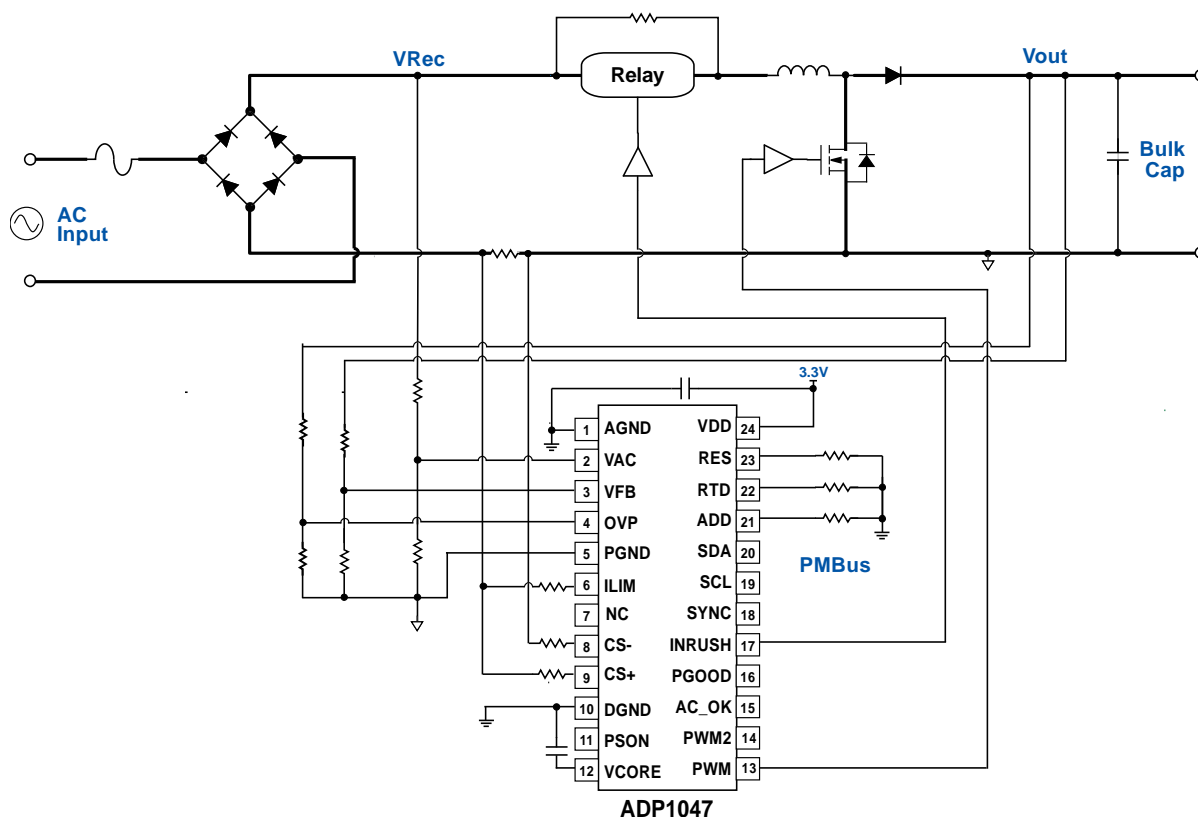 VRec
Relay
Vout
Bulk
Cap
AC
Input
3.3V
1 AGND
2 VAC
3 VFB
4 OVP
5 PGND
6 ILIM
7 NC
8 CS-
9 CS+
10 DGND
11 PSON
12 VCORE
VDD 24
RES 23
RTD 22
ADD 21
SDA 20
SCL 19
SYNC 18
INRUSH 17
PGOOD 16
AC_OK 15
PWM2 14
PWM 13
PMBus
ADP1047